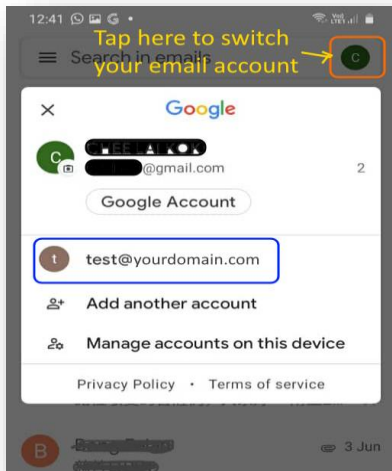 12:41 G •
Tap here to switch
Search in emails
your email account
C
Google
C
@gmail.com
2
Google Account
t test@yourdomain.com
Add another account
Manage accounts on this device
Privacy Policy • Terms of service
B
3 Jun